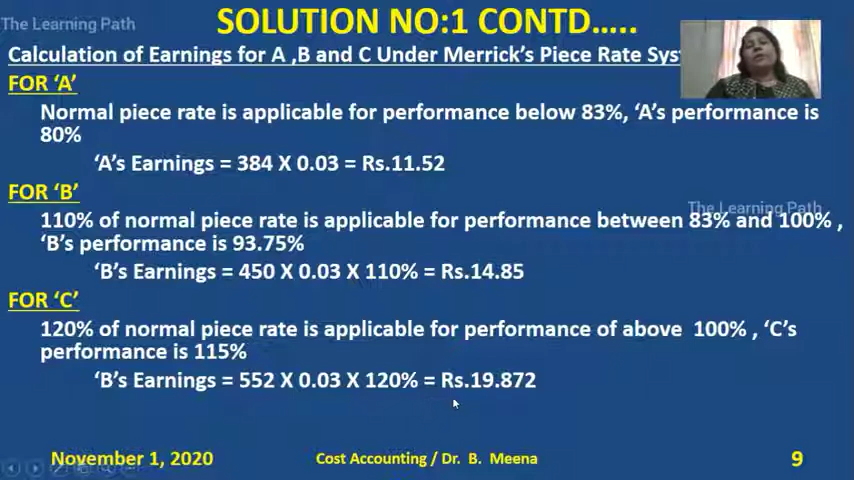 The Learning Path
SOLUTION NO:1 CONTD.....
Calculation of Earnings for A ,B and C Under Merrick's Piece Rate
FOR 'A'
Normal piece rate is applicable for performance below 83%, 'A's performance is
80%
'A's Earnings = 384 X 0.03 = Rs.11.52
FOR 'B'
The Learning Path
110% of normal piece rate is applicable for performance between 83% and 100% ,
'B's performance is 93.75%
'B's Earnings = 450 X 0.03 X 110% = Rs.14.85
FOR 'C'
120% of normal piece rate is applicable for performance of above 100% , 'C's
performance is 115%
'B's Earnings = 552 X 0.03 X 120% = Rs.19.872
November 1, 2020
Cost Accounting / Dr. B. Meena
9